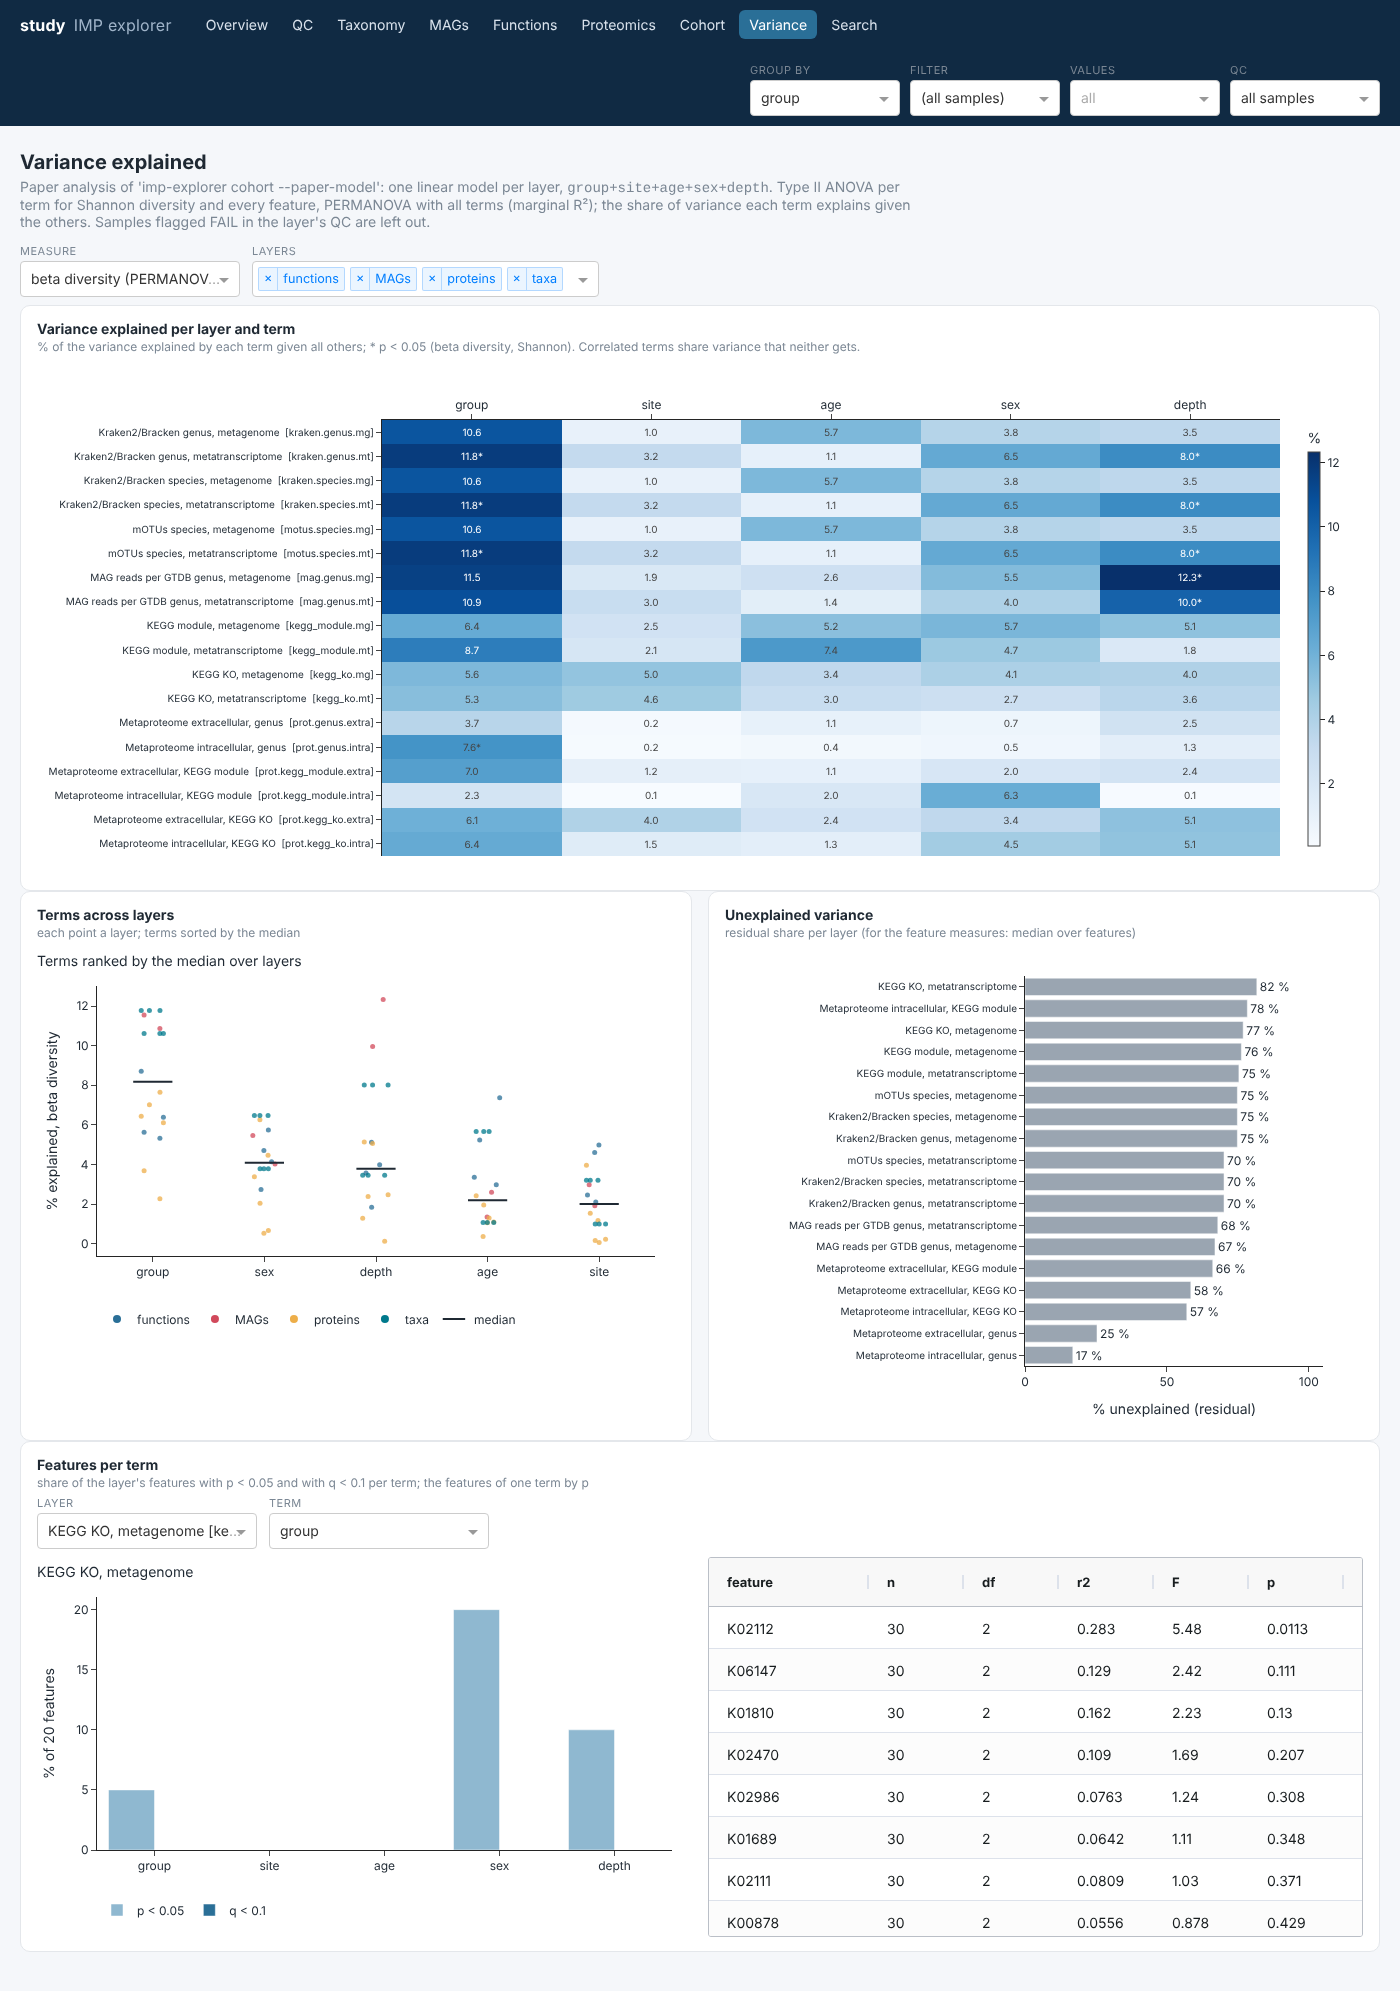 study IMP explorer Overview QC Taxonomy MAGs Functions Proteomics Cohort Variance Search
GROUP BY FILTER VALUES QC
group (all samples) all all samples
Variance explained
Paper analysis of 'imp-explorer cohort --paper-model': one linear model per layer, group+site+age+sex+depth. Type II ANOVA per
term for Shannon diversity and every feature, PERMANOVA with all terms (marginal R²); the share of variance each term explains given
the others. Samples flagged FAIL in the layer's QC are left out.
MEASURE LAYERS
beta diversity (PERMANOV... × functions × MAGs × proteins × taxa
Variance explained per layer and term
% of the variance explained by each term given all others; * p < 0.05 (beta diversity, Shannon). Correlated terms share variance that neither gets.
group site age sex depth
Kraken2/Bracken genus, metagenome [kraken.genus.mg] 10.6 1.0 5.7 3.8 3.5
Kraken2/Bracken genus, metatranscriptome [kraken.genus.mt] 11.8* 3.2 1.1 6.5 8.0*
Kraken2/Bracken species, metagenome [kraken.species.mg] 10.6 1.0 5.7 3.8 3.5
Kraken2/Bracken species, metatranscriptome [kraken.species.mt] 11.8* 3.2 1.1 6.5 8.0*
mOTUs species, metagenome [motus.species.mg] 10.6 1.0 5.7 3.8 3.5
mOTUs species, metatranscriptome [motus.species.mt] 11.8* 3.2 1.1 6.5 8.0*
MAG reads per GTDB genus, metagenome [mag.genus.mg] 11.5 1.9 2.6 5.5 12.3*
MAG reads per GTDB genus, metatranscriptome [mag.genus.mt] 10.9 3.0 1.4 4.0 10.0*
KEGG module, metagenome [kegg_module.mg] 6.4 2.5 5.2 5.7 5.1
KEGG module, metatranscriptome [kegg_module.mt] 8.7 2.1 7.4 4.7 1.8
KEGG KO, metagenome [kegg_ko.mg] 5.6 5.0 3.4 4.1 4.0
KEGG KO, metatranscriptome [kegg_ko.mt] 5.3 4.6 3.0 2.7 3.6
Metaproteome extracellular, genus [prot.genus.extra] 3.7 0.2 1.1 0.7 2.5
Metaproteome intracellular, genus [prot.genus.intra] 7.6* 0.2 0.4 0.5 1.3
Metaproteome extracellular, KEGG module [prot.kegg_module.extra] 7.0 1.2 1.1 2.0 2.4
Metaproteome intracellular, KEGG module [prot.kegg_module.intra] 2.3 0.1 2.0 6.3 0.1
Metaproteome extracellular, KEGG KO [prot.kegg_ko.extra] 6.1 4.0 2.4 3.4 5.1
Metaproteome intracellular, KEGG KO [prot.kegg_ko.intra] 6.4 1.5 1.3 4.5 5.1
%
12
10
8
6
4
2
Terms across layers
each point a layer; terms sorted by the median
Terms ranked by the median over layers
% explained, beta diversity
12
10
8
6
4
2
0
group sex depth age site
functions MAGs proteins taxa median
Unexplained variance
residual share per layer (for the feature measures: median over features)
KEGG KO, metatranscriptome 82 %
Metaproteome intracellular, KEGG module 78 %
KEGG KO, metagenome 77 %
KEGG module, metagenome 76 %
KEGG module, metatranscriptome 75 %
mOTUs species, metagenome 75 %
Kraken2/Bracken species, metagenome 75 %
Kraken2/Bracken genus, metagenome 75 %
mOTUs species, metatranscriptome 70 %
Kraken2/Bracken species, metatranscriptome 70 %
Kraken2/Bracken genus, metatranscriptome 70 %
MAG reads per GTDB genus, metatranscriptome 68 %
MAG reads per GTDB genus, metagenome 67 %
Metaproteome extracellular, KEGG module 66 %
Metaproteome extracellular, KEGG KO 58 %
Metaproteome intracellular, KEGG KO 57 %
Metaproteome extracellular, genus 25 %
Metaproteome intracellular, genus 17 %
0 50 100
% unexplained (residual)
Features per term
share of the layer's features with p < 0.05 and with q < 0.1 per term; the features of one term by p
LAYER TERM
KEGG KO, metagenome [ke... group
KEGG KO, metagenome
% of 20 features
20
15
10
5
0
group site age sex depth
p < 0.05 q < 0.1
feature n df r2 F p
K02112 30 2 0.283 5.48 0.0113
K06147 30 2 0.129 2.42 0.111
K01810 30 2 0.162 2.23 0.13
K02470 30 2 0.109 1.69 0.207
K02986 30 2 0.0763 1.24 0.308
K01689 30 2 0.0642 1.11 0.348
K02111 30 2 0.0809 1.03 0.371
K00878 30 2 0.0556 0.878 0.429